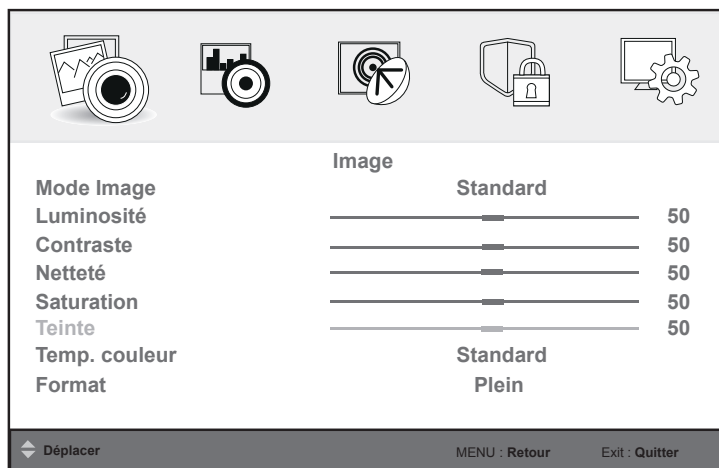 Image
Mode Image Standard
Luminosité 50
Contraste 50
Netteté 50
Saturation 50
Teinte 50
Temp. couleur Standard
Format Plein
Déplacer MENU : Retour Exit : Quitter